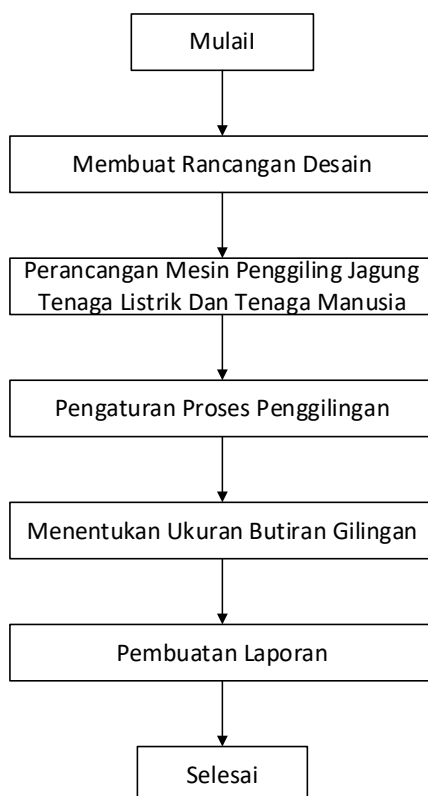 Mulail
Membuat Rancangan Desain
Perancangan Mesin Penggiling Jagung
Tenaga Listrik Dan Tenaga Manusia
Pengaturan Proses Penggilingan
Menentukan Ukuran Butiran Gilingan
Pembuatan Laporan
Selesai